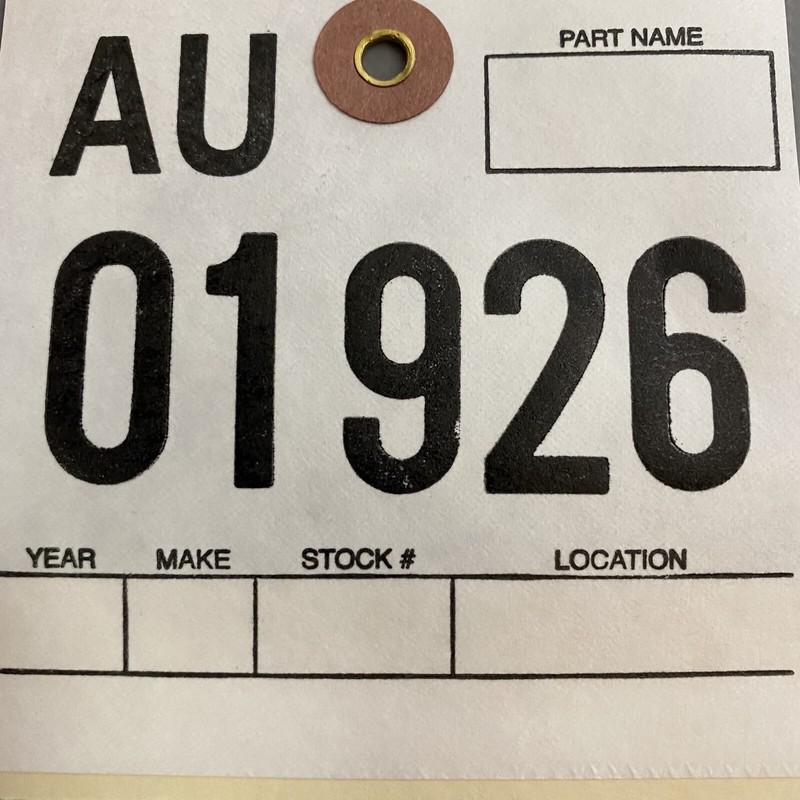 AU
PART NAME
01926
YEAR MAKE STOCK # LOCATION